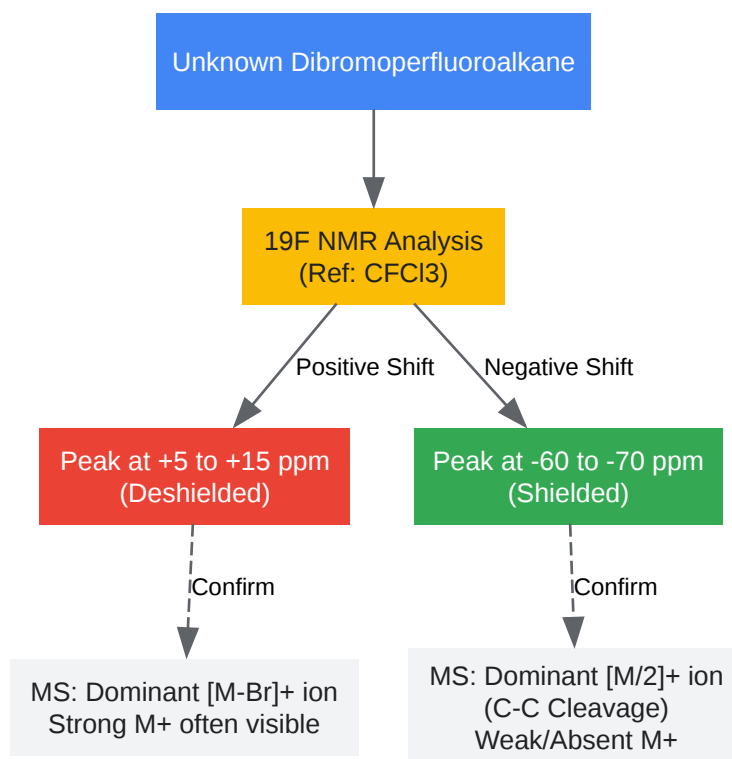 Unknown Dibromoperfluoroalkane
19F NMR Analysis
(Ref: CFCl3)
Positive Shift
Negative Shift
Peak at +5 to +15 ppm
(Deshielded)
Peak at -60 to -70 ppm
(Shielded)
Confirm
Confirm
MS: Dominant [M-Br]+ ion
Strong M+ often visible
MS: Dominant [M/2]+ ion
(C-C Cleavage)
Weak/Absent M+